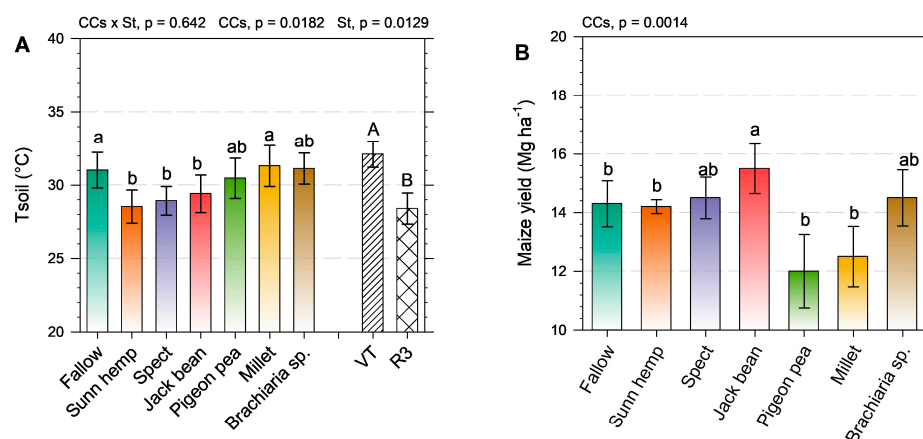 CCs x St, p = 0.642 CCs, p = 0.0182 St, p = 0.0129
A
40
35
30
25
20
Tsoil (°C)
a
b
b
b
ab
a
ab
A
B
Fallow
Sunn hemp
Spect
Jack bean
Pigeon pea
Millet
Brachiaria sp.
VT
R3
CCs, p = 0.0014
B
20
18
16
14
12
10
Maize yield (Mg ha⁻¹)
b
b
ab
a
b
b
ab
Fallow
Sunn hemp
Spect
Jack bean
Pigeon pea
Millet
Brachiaria sp.